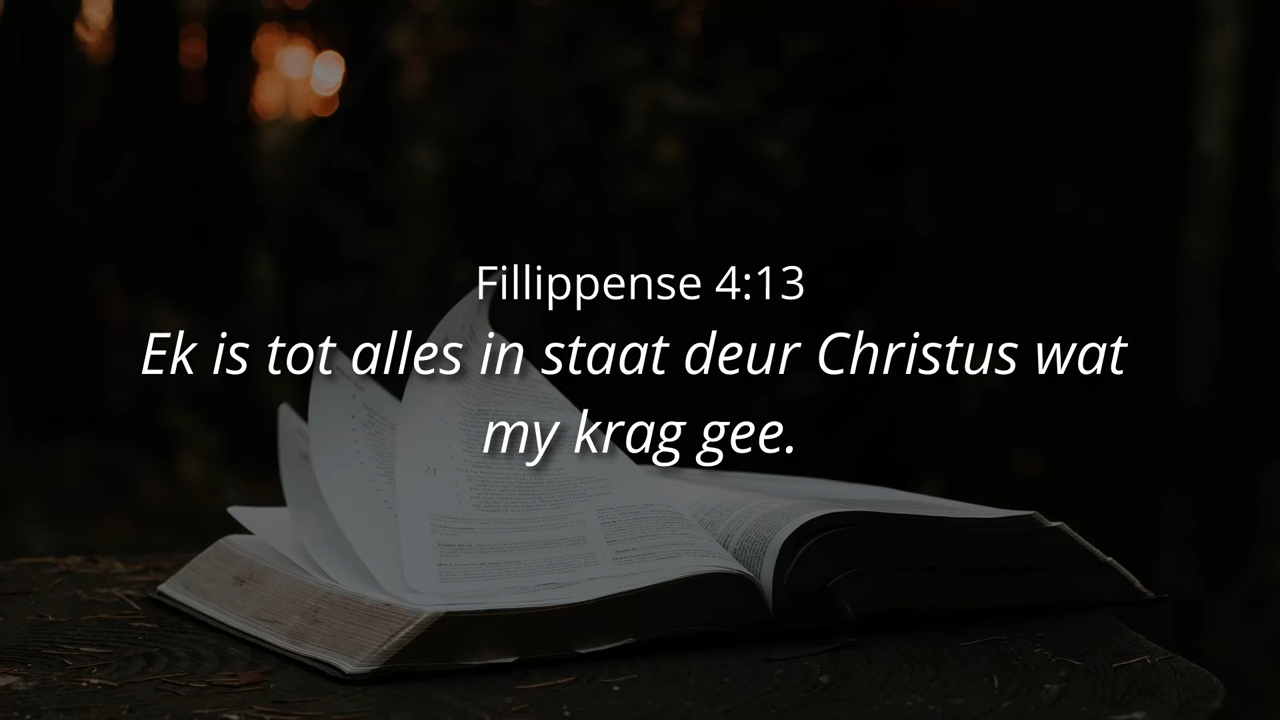 Fillippense 4:13
Ek is tot alles in staat deur Christus wat
my krag gee.